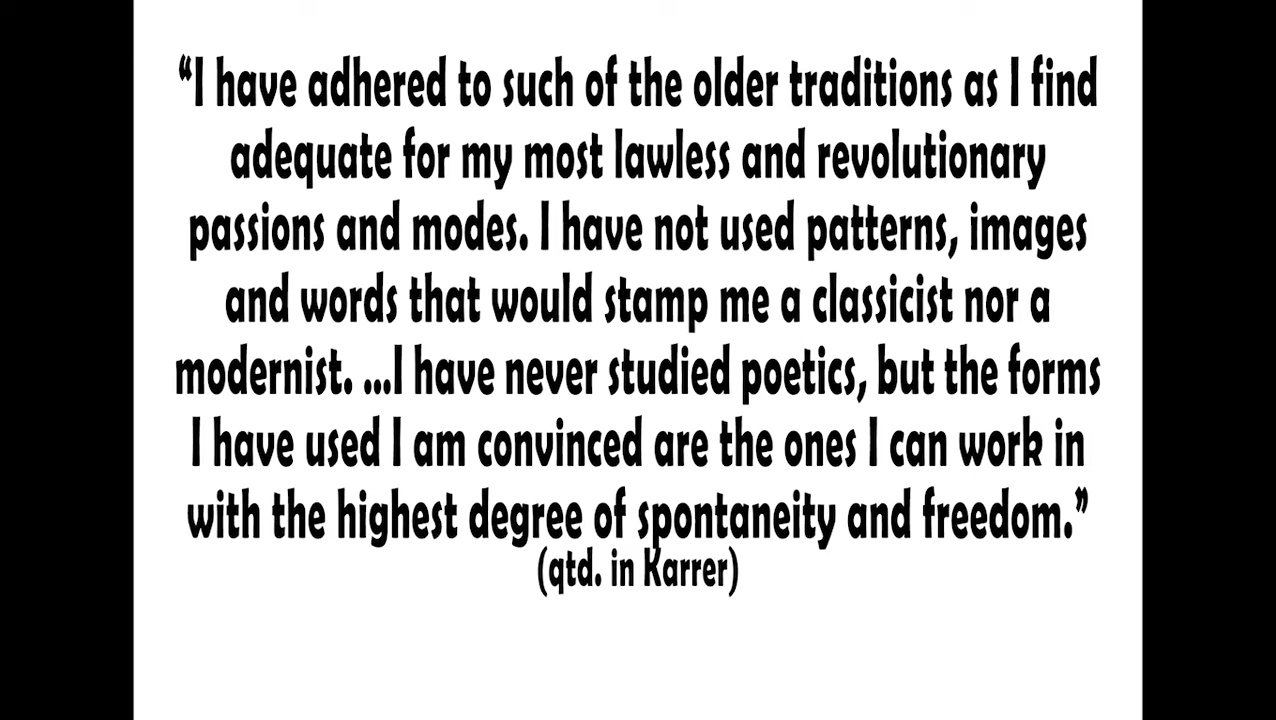 “I have adhered to such of the older traditions as I find
adequate for my most lawless and revolutionary
passions and modes. I have not used patterns, images
and words that would stamp me a classicist nor a
modernist. ...I have never studied poetics, but the forms
I have used I am convinced are the ones I can work in
with the highest degree of spontaneity and freedom.”
(qtd. in Karrer)